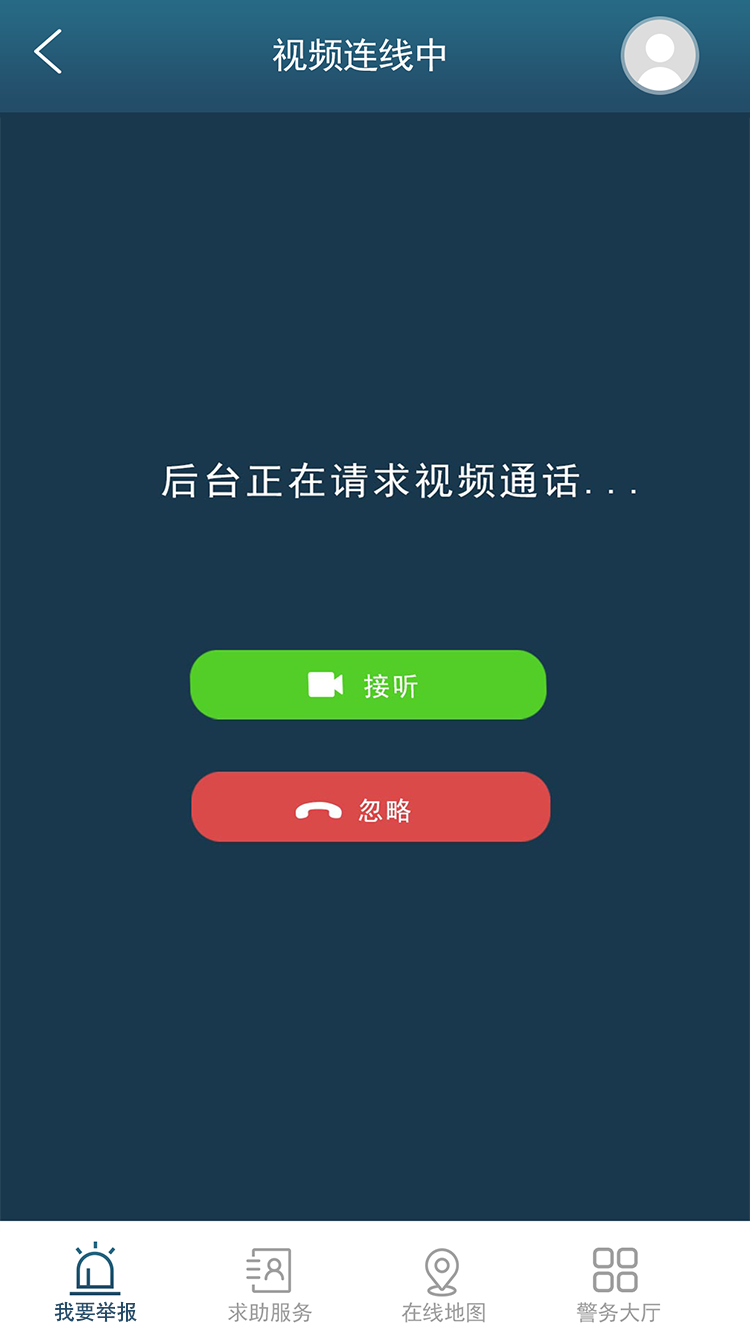 视频连线中
后台正在请求视频通话...
接听
忽略
我要举报
求助服务
在线地图
警务大厅